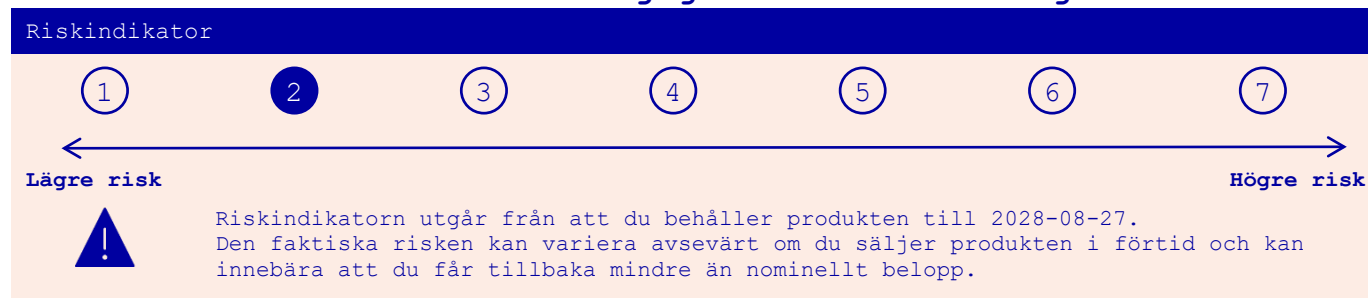 Riskindikator
1 2 3 4 5 6 7
Lägre risk Högre risk
Riskindikatorn utgår från att du behåller produkten till 2028-08-27.
Den faktiska risken kan variera avsevärt om du säljer produkten i förtid och kan
innebära att du får tillbaka mindre än nominellt belopp.